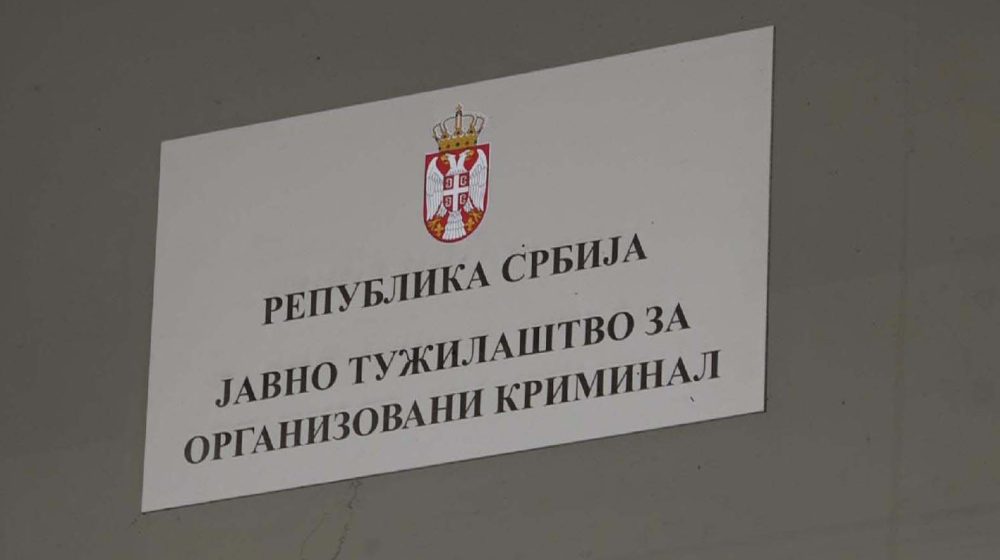 РЕПУБЛИКА СРБИЈА
ЈАВНО ТУЖИЛАШТВО ЗА
ОРГАНИЗОВАНИ КРИМИНАЛ